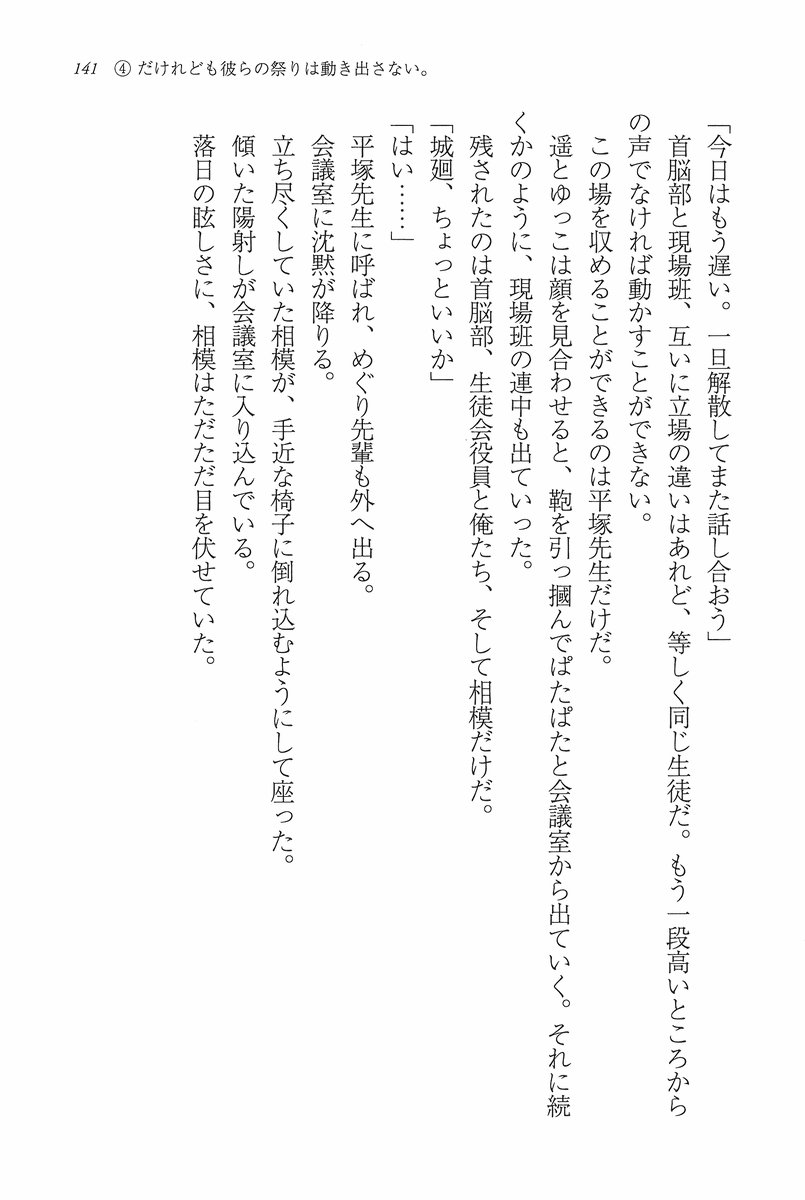 141 ④ だけれども彼らの祭りは動き出さない。
「今日はもう遅い。一旦解散してまた話し合おう」
首脳部と現場班、互いに立場の違いはあれど、等しく同じ生徒だ。もう一段高いところから
の声でなければ動かすことができない。
この場を収めることができるのは平塚先生だけだ。
遥とゆっこは顔を見合わせると、鞄を引っ摑んでぱたぱたと会議室から出ていく。それに続
くかのように、現場班の連中も出ていった。
残されたのは首脳部、生徒会役員と俺たち、そして相模だけだ。
「城廻、ちょっといいか」
「はい……」
平塚先生に呼ばれ、めぐり先輩も外へ出る。
会議室に沈黙が降りる。
立ち尽くしていた相模が、手近な椅子に倒れ込むようにして座った。
傾いた陽射しが会議室に入り込んでいる。
落日の眩しさに、相模はただただ目を伏せていた。